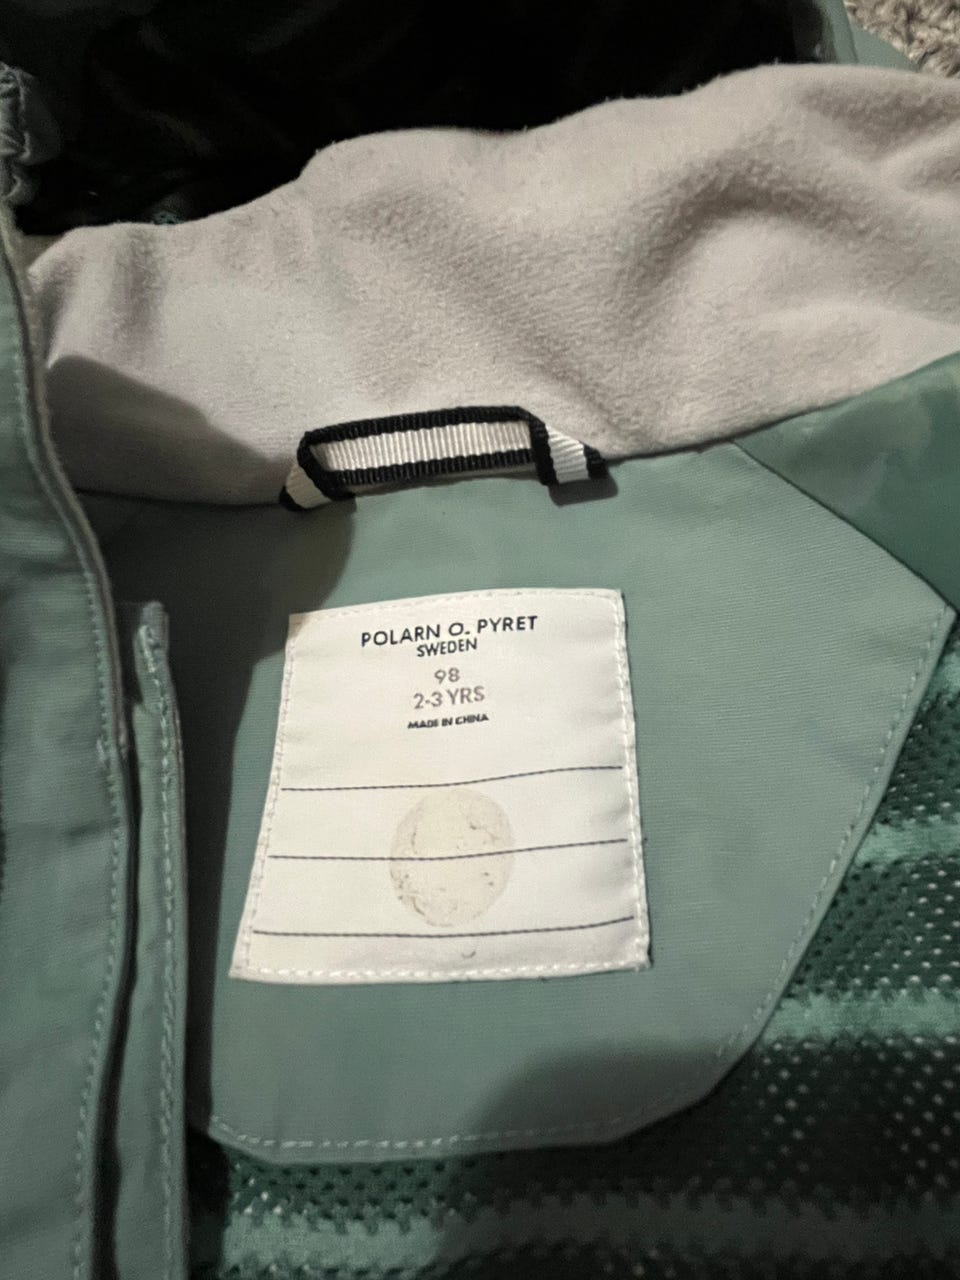 POLARN O. PYRET
SWEDEN
98
2-3 YRS
MADE IN CHINA